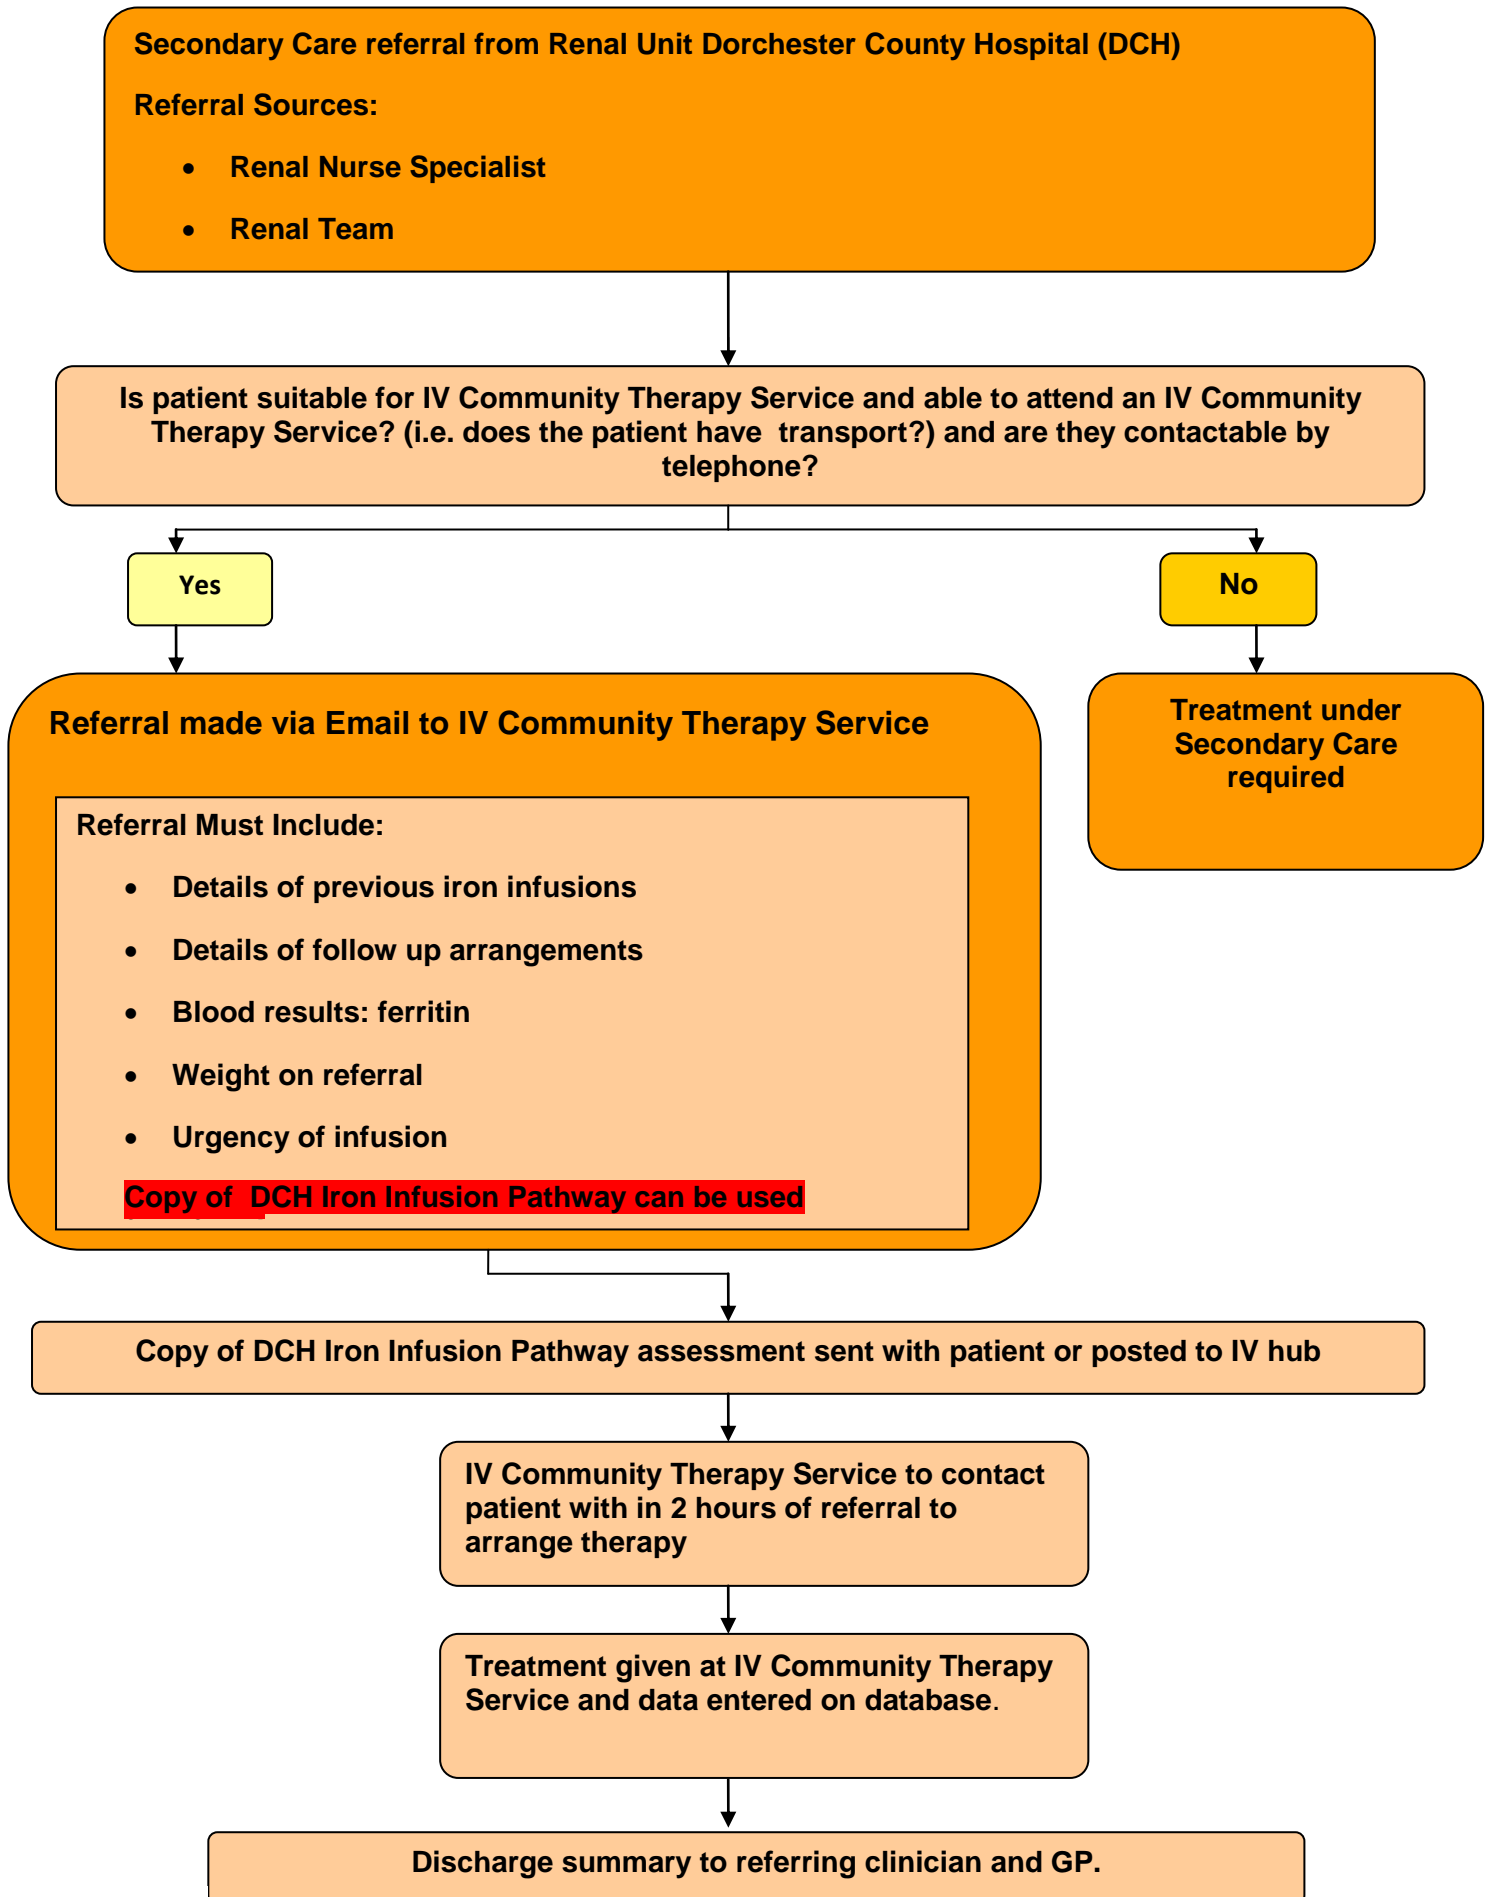 Secondary Care referral from Renal Unit Dorchester County Hospital (DCH)
Referral Sources:
• Renal Nurse Specialist
• Renal Team
Is patient suitable for IV Community Therapy Service and able to attend an IV Community
Therapy Service? (i.e. does the patient have transport?) and are they contactable by
telephone?
Yes
No
Referral made via Email to IV Community Therapy Service
Treatment under
Secondary Care
required
Referral Must Include:
• Details of previous iron infusions
• Details of follow up arrangements
• Blood results: ferritin
• Weight on referral
• Urgency of infusion
Copy of DCH Iron Infusion Pathway can be used
Copy of DCH Iron Infusion Pathway assessment sent with patient or posted to IV hub
IV Community Therapy Service to contact
patient with in 2 hours of referral to
arrange therapy
Treatment given at IV Community Therapy
Service and data entered on database.
Discharge summary to referring clinician and GP.